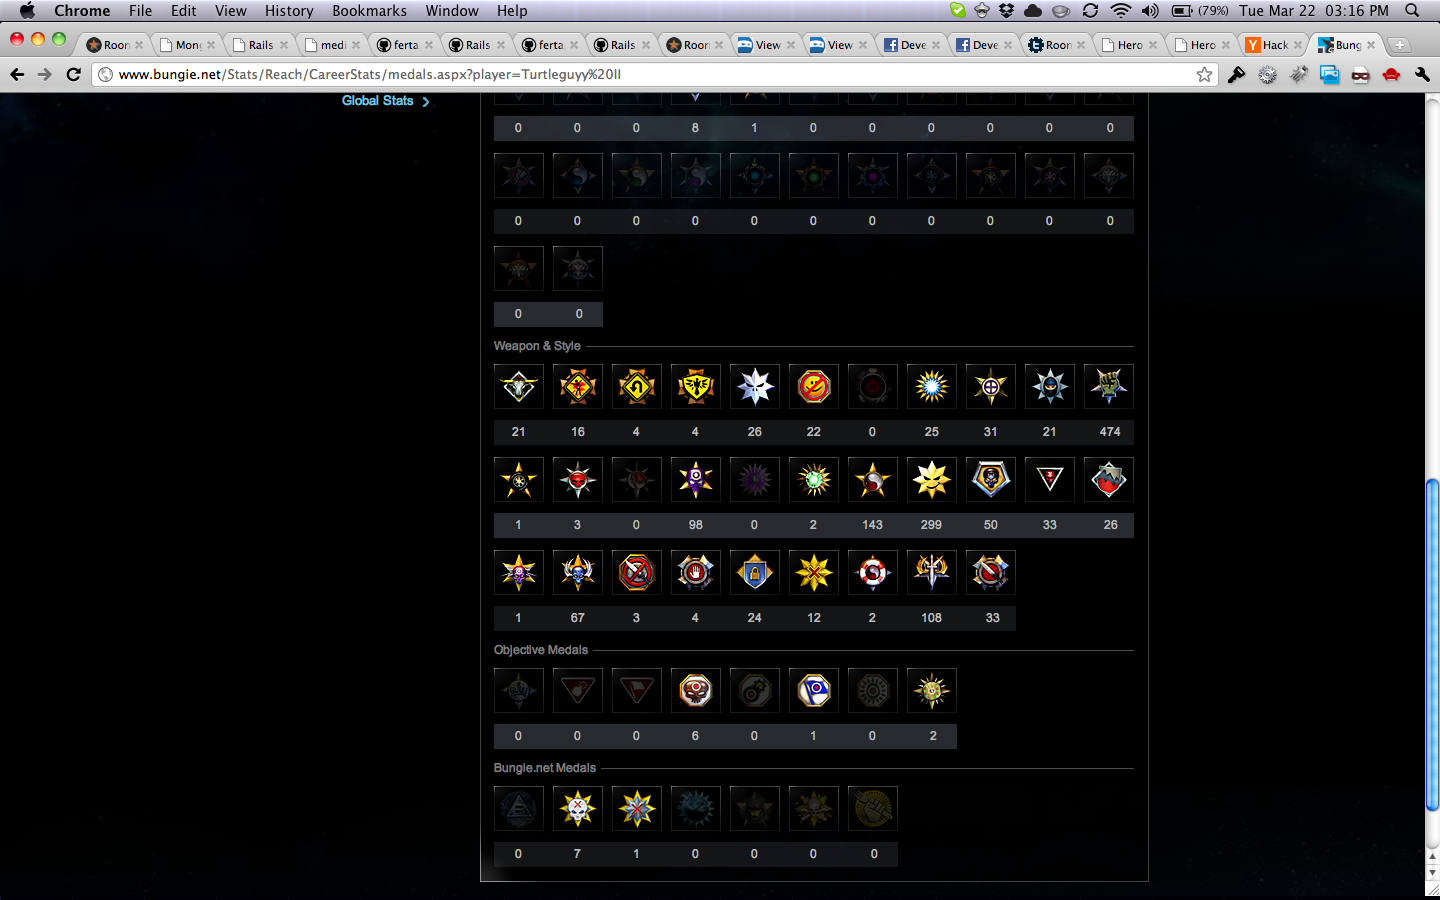 Chrome File Edit View History Bookmarks Window Help (79%) Tue Mar 22 03:16 PM
Roon Mong Rails medi ferta Rails ferta Rails Roon View View Deve Deve Roon Hero Hero Hack Bung
www.bungie.net/Stats/Reach/CareerStats/medals.aspx?player=Turtleguyy%20II
Global Stats
0 0 0 8 1 0 0 0 0 0 0
0 0 0 0 0 0 0 0 0 0 0
0 0
Weapon & Style
21 16 4 4 26 22 0 25 31 21 474
1 3 0 98 0 2 143 299 50 33 26
1 67 3 4 24 12 2 108 33
Objective Medals
0 0 0 6 0 1 0 2
Bungie.net Medals
0 7 1 0 0 0 0